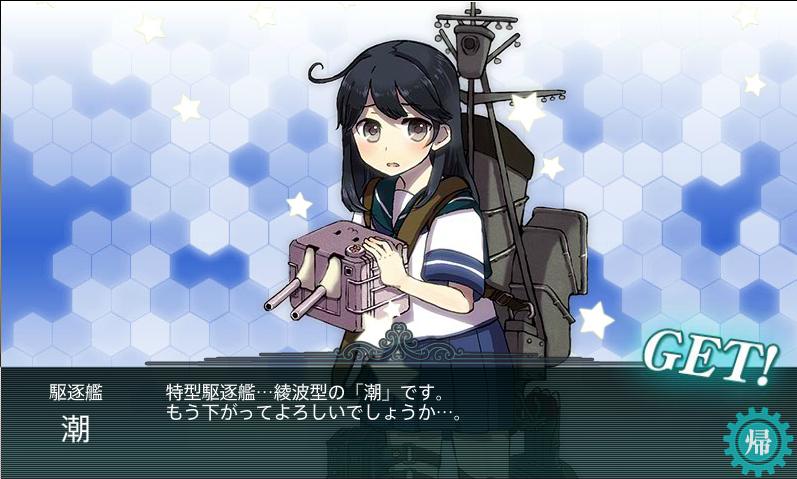 GET!
駆逐艦
潮
特型駆逐艦…綾波型の「潮」です。
もう下がってよろしいでしょうか…。
帰